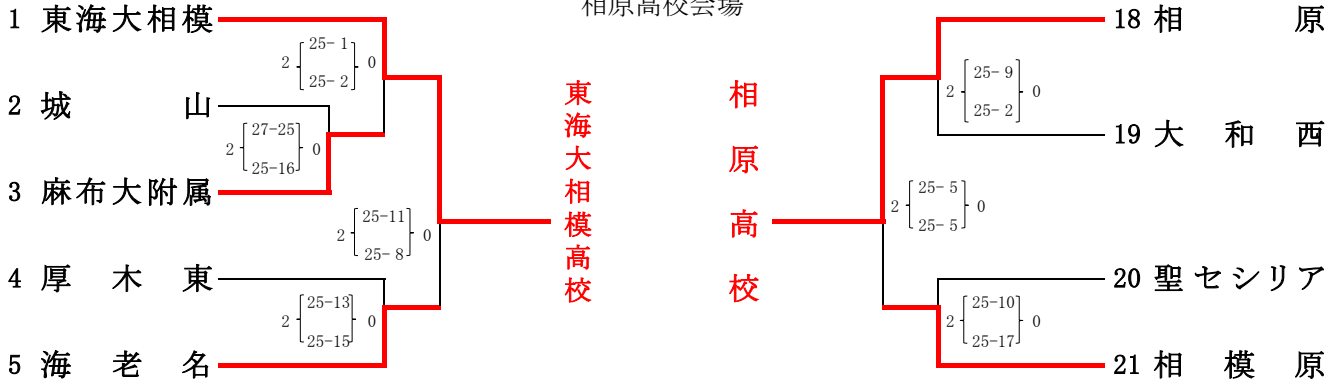 相原高校会場
1 東海大相模
2 [ 25- 1 25- 2 ] 0
2 城 山
2 [ 27-25 25-16 ] 0
3 麻布大附属
2 [ 25-11 25- 8 ] 0
4 厚 木 東
2 [ 25-13 25-15 ] 0
5 海 老 名
東海大相模高校
相原高校
18 相 原
2 [ 25- 9 25- 2 ] 0
19 大 和 西
2 [ 25- 5 25- 5 ] 0
20 聖セシリア
2 [ 25-10 25-17 ] 0
21 相 模 原